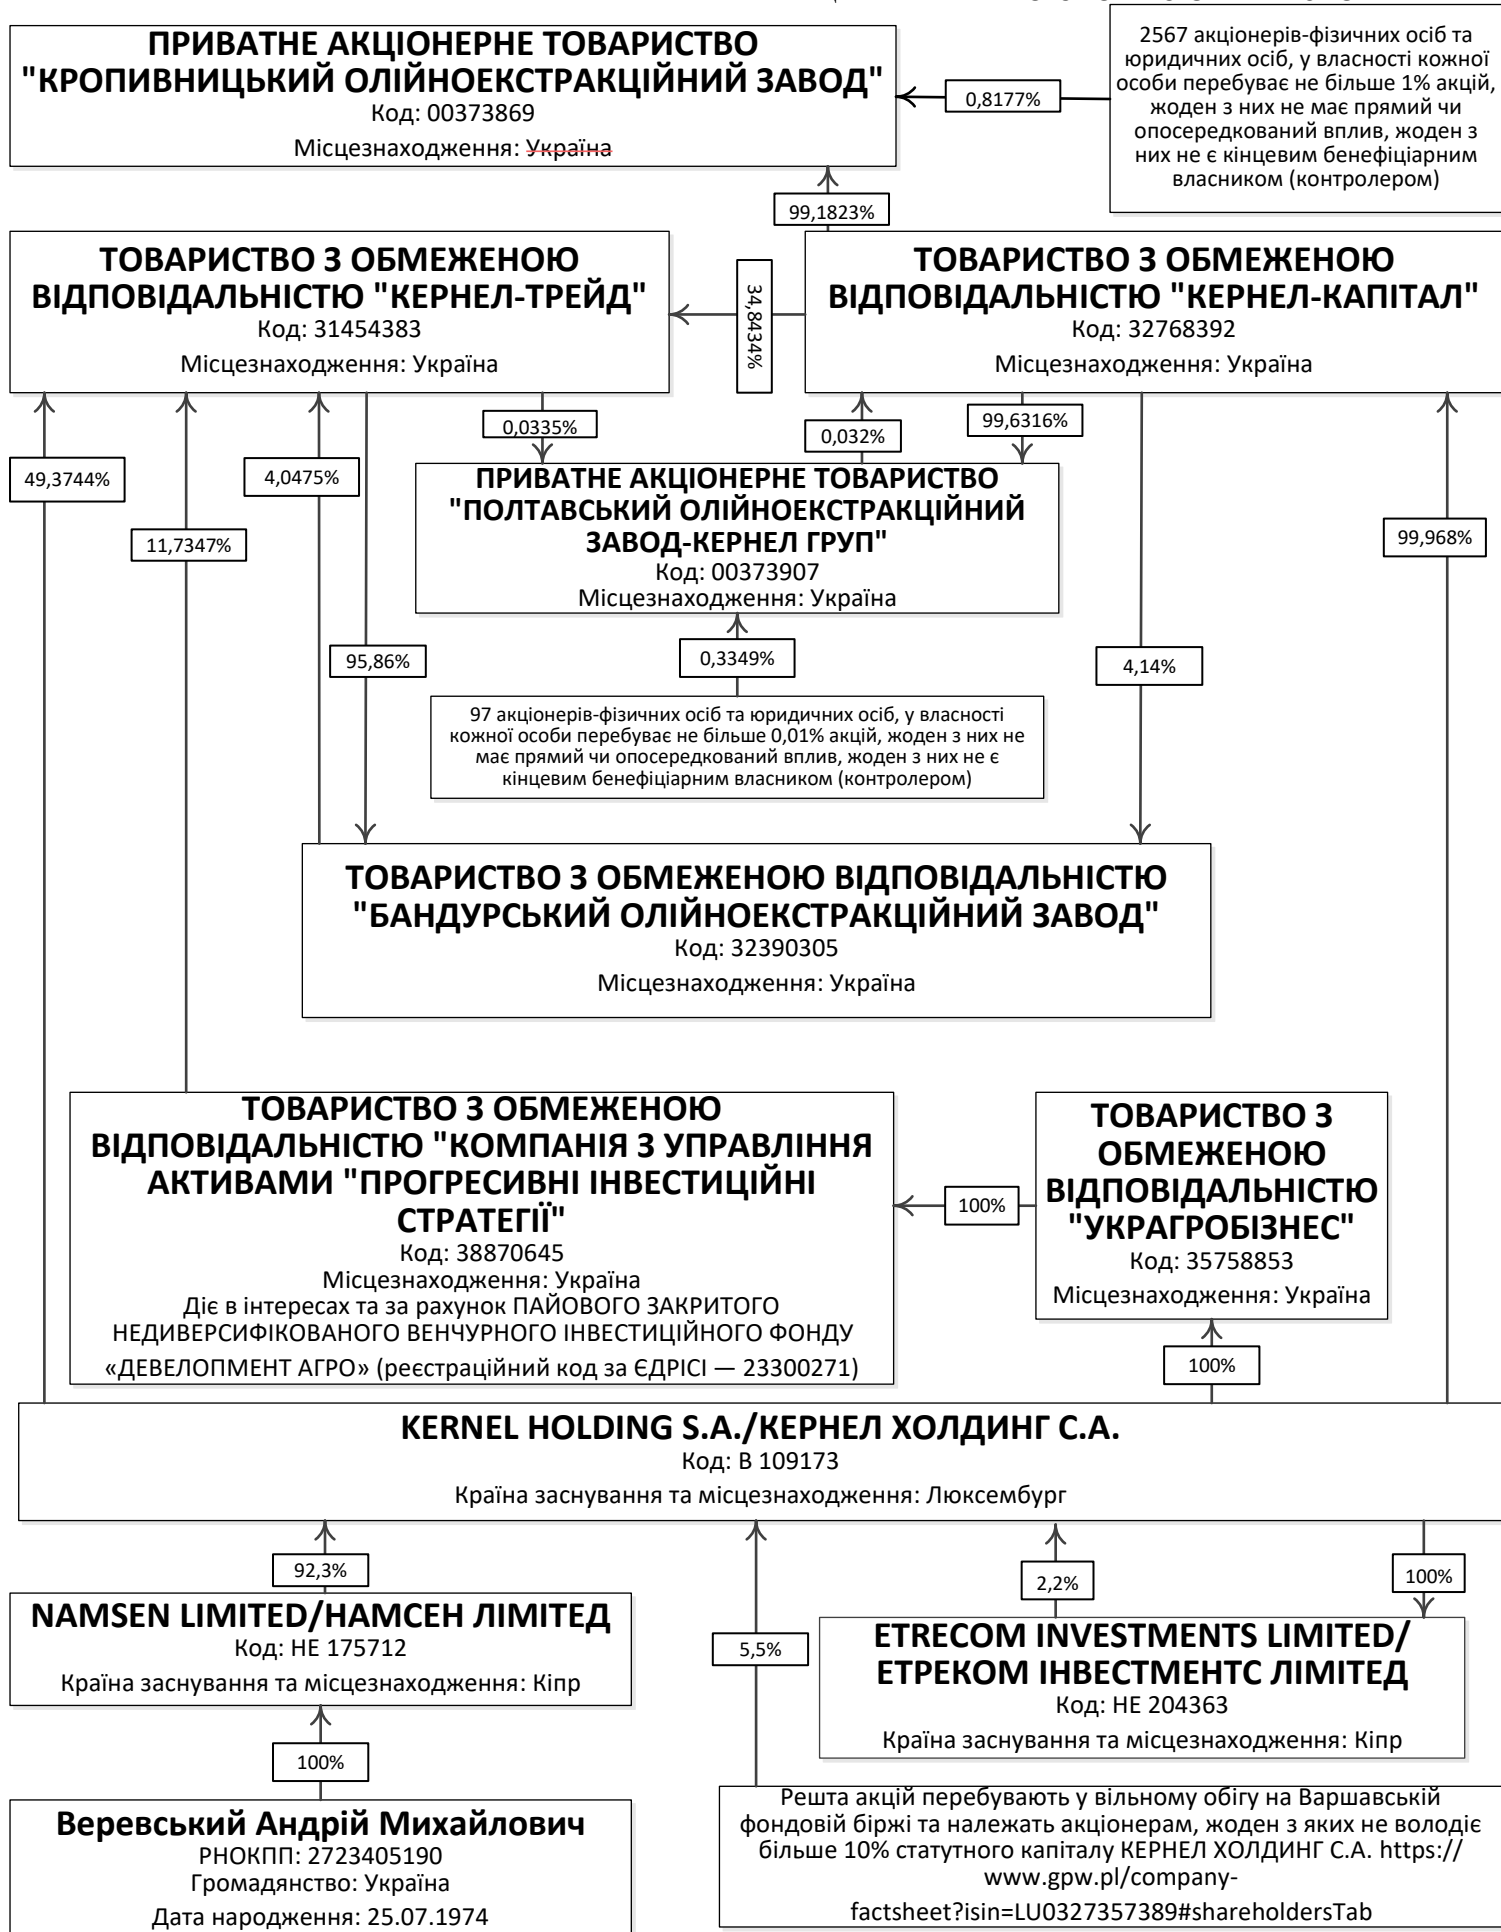 ПРИВАТНЕ АКЦІОНЕРНЕ ТОВАРИСТВО
"КРОПИВНИЦЬКИЙ ОЛІЙНОЕКСТРАКЦІЙНИЙ ЗАВОД"
Код: 00373869
Місцезнаходження: Україна
0,8177%
2567 акціонерів-фізичних осіб та
юридичних осіб, у власності кожної
особи перебуває не більше 1% акцій,
жоден з них не має прямий чи
опосередкований вплив, жоден з
них не є кінцевим бенефіціарним
власником (контролером)
99,1823%
ТОВАРИСТВО З ОБМЕЖЕНОЮ
ВІДПОВІДАЛЬНІСТЮ "КЕРНЕЛ-ТРЕЙД"
Код: 31454383
Місцезнаходження: Україна
34,8434%
ТОВАРИСТВО З ОБМЕЖЕНОЮ
ВІДПОВІДАЛЬНІСТЮ "КЕРНЕЛ-КАПІТАЛ"
Код: 32768392
Місцезнаходження: Україна
0,0335%
0,032%
99,6316%
49,3744%
4,0475%
11,7347%
99,968%
ПРИВАТНЕ АКЦІОНЕРНЕ ТОВАРИСТВО
"ПОЛТАВСЬКИЙ ОЛІЙНОЕКСТРАКЦІЙНИЙ
ЗАВОД-КЕРНЕЛ ГРУП"
Код: 00373907
Місцезнаходження: Україна
95,86%
0,3349%
4,14%
97 акціонерів-фізичних осіб та юридичних осіб, у власності
кожної особи перебуває не більше 0,01% акцій, жоден з них не
має прямий чи опосередкований вплив, жоден з них не є
кінцевим бенефіціарним власником (контролером)
ТОВАРИСТВО З ОБМЕЖЕНОЮ ВІДПОВІДАЛЬНІСТЮ
"БАНДУРСЬКИЙ ОЛІЙНОЕКСТРАКЦІЙНИЙ ЗАВОД"
Код: 32390305
Місцезнаходження: Україна
ТОВАРИСТВО З ОБМЕЖЕНОЮ
ВІДПОВІДАЛЬНІСТЮ "КОМПАНІЯ З УПРАВЛІННЯ
АКТИВАМИ "ПРОГРЕСИВНІ ІНВЕСТИЦІЙНІ
СТРАТЕГІЇ"
Код: 38870645
Місцезнаходження: Україна
Діє в інтересах та за рахунок ПАЙОВОГО ЗАКРИТОГО
НЕДИВЕРСИФІКОВАНОГО ВЕНЧУРНОГО ІНВЕСТИЦІЙНОГО ФОНДУ
«ДЕВЕЛОПМЕНТ АГРО» (реєстраційний код за ЄДРІСІ — 23300271)
100%
ТОВАРИСТВО З
ОБМЕЖЕНОЮ
ВІДПОВІДАЛЬНІСТЮ
"УКРАГРОБІЗНЕС"
Код: 35758853
Місцезнаходження: Україна
100%
KERNEL HOLDING S.A./КЕРНЕЛ ХОЛДИНГ С.А.
Код: B 109173
Країна заснування та місцезнаходження: Люксембург
92,3%
2,2%
100%
NAMSEN LIMITED/НАМСЕН ЛІМІТЕД
Код: HE 175712
Країна заснування та місцезнаходження: Кіпр
5,5%
ETRECOM INVESTMENTS LIMITED/
ЕТРЕКОМ ІНВЕСТМЕНТС ЛІМІТЕД
Код: HE 204363
Країна заснування та місцезнаходження: Кіпр
100%
Веревський Андрій Михайлович
РНОКПП: 2723405190
Громадянство: Україна
Дата народження: 25.07.1974
Решта акцій перебувають у вільному обігу на Варшавській
фондовій біржі та належать акціонерам, жоден з яких не володіє
більше 10% статутного капіталу КЕРНЕЛ ХОЛДИНГ С.А. https://
www.gpw.pl/company-
factsheet?isin=LU0327357389#shareholdersTab